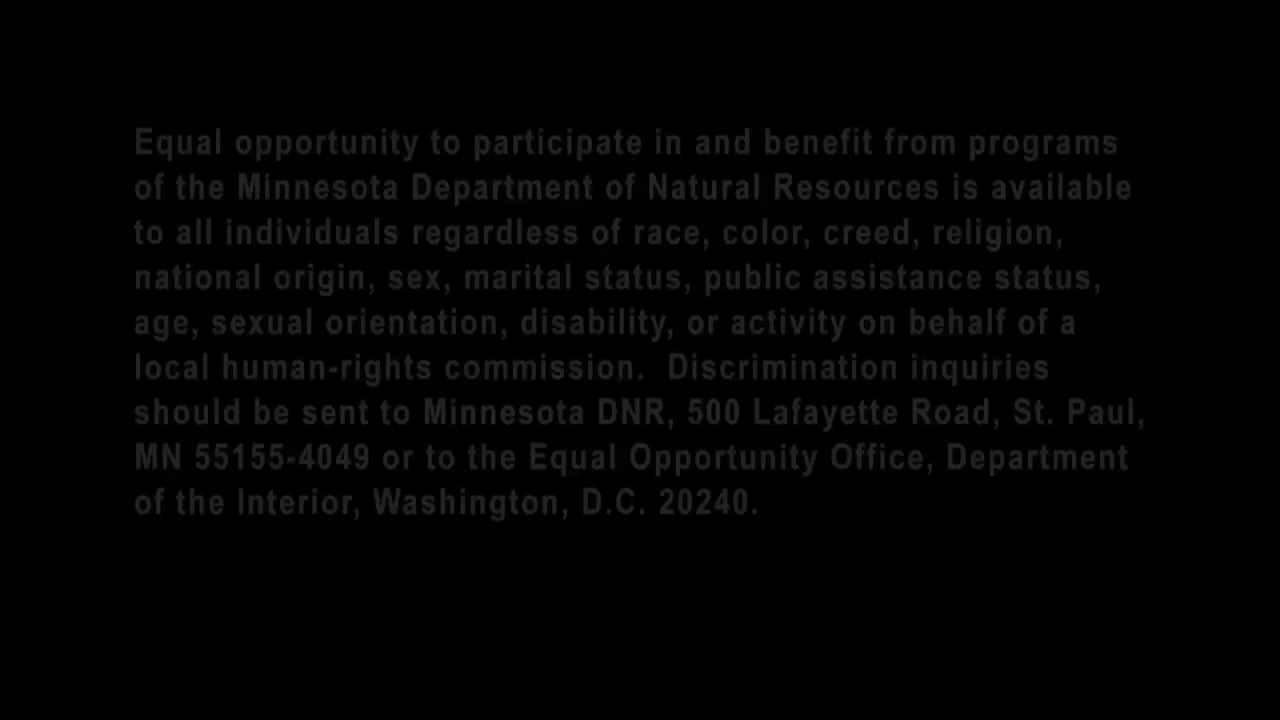 Equal opportunity to participate in and benefit from programs
of the Minnesota Department of Natural Resources is available
to all individuals regardless of race, color, creed, religion,
national origin, sex, marital status, public assistance status,
age, sexual orientation, disability, or activity on behalf of a
local human-rights commission.  Discrimination inquiries
should be sent to Minnesota DNR, 500 Lafayette Road, St. Paul,
MN 55155-4049 or to the Equal Opportunity Office, Department
of the Interior, Washington, D.C. 20240.